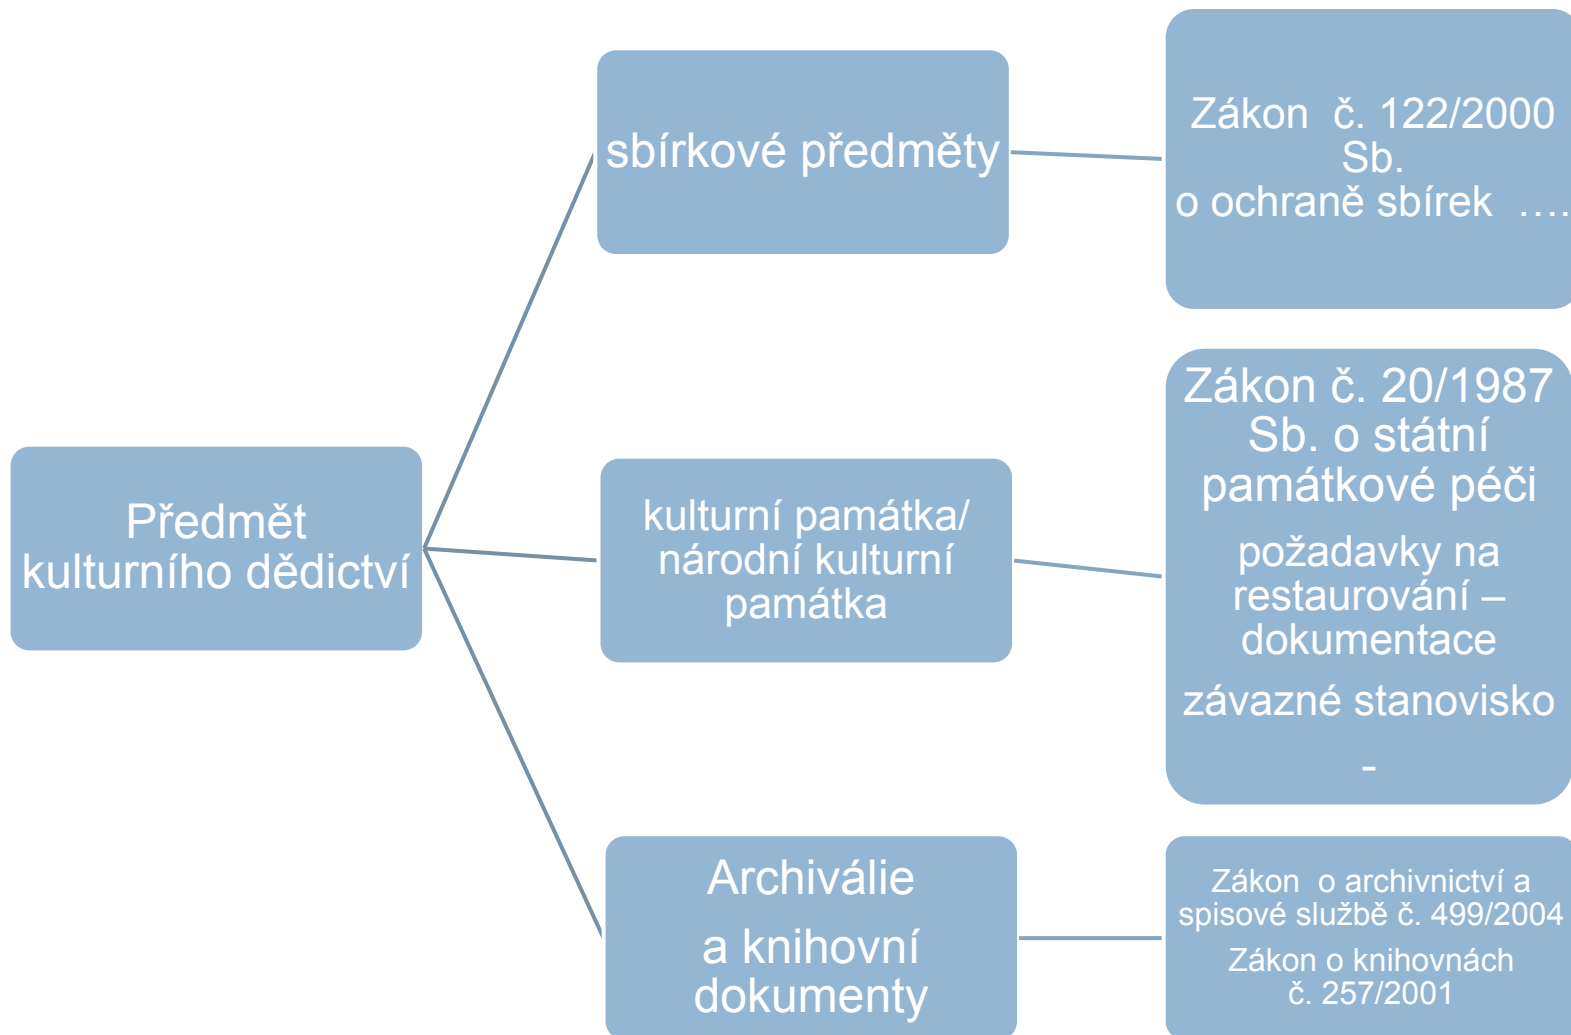 Předmět
kulturního dědictví
sbírkové předměty
Zákon č. 122/2000
Sb.
o ochraně sbírek ....
kulturní památka/
národní kulturní
památka
Zákon č. 20/1987
Sb. o státní
památkové péči
požadavky na
restaurování –
dokumentace
závazné stanovisko
-
Archiválie
a knihovní
dokumenty
Zákon o archivnictví a
spisové službě č. 499/2004
Zákon o knihovnách
č. 257/2001